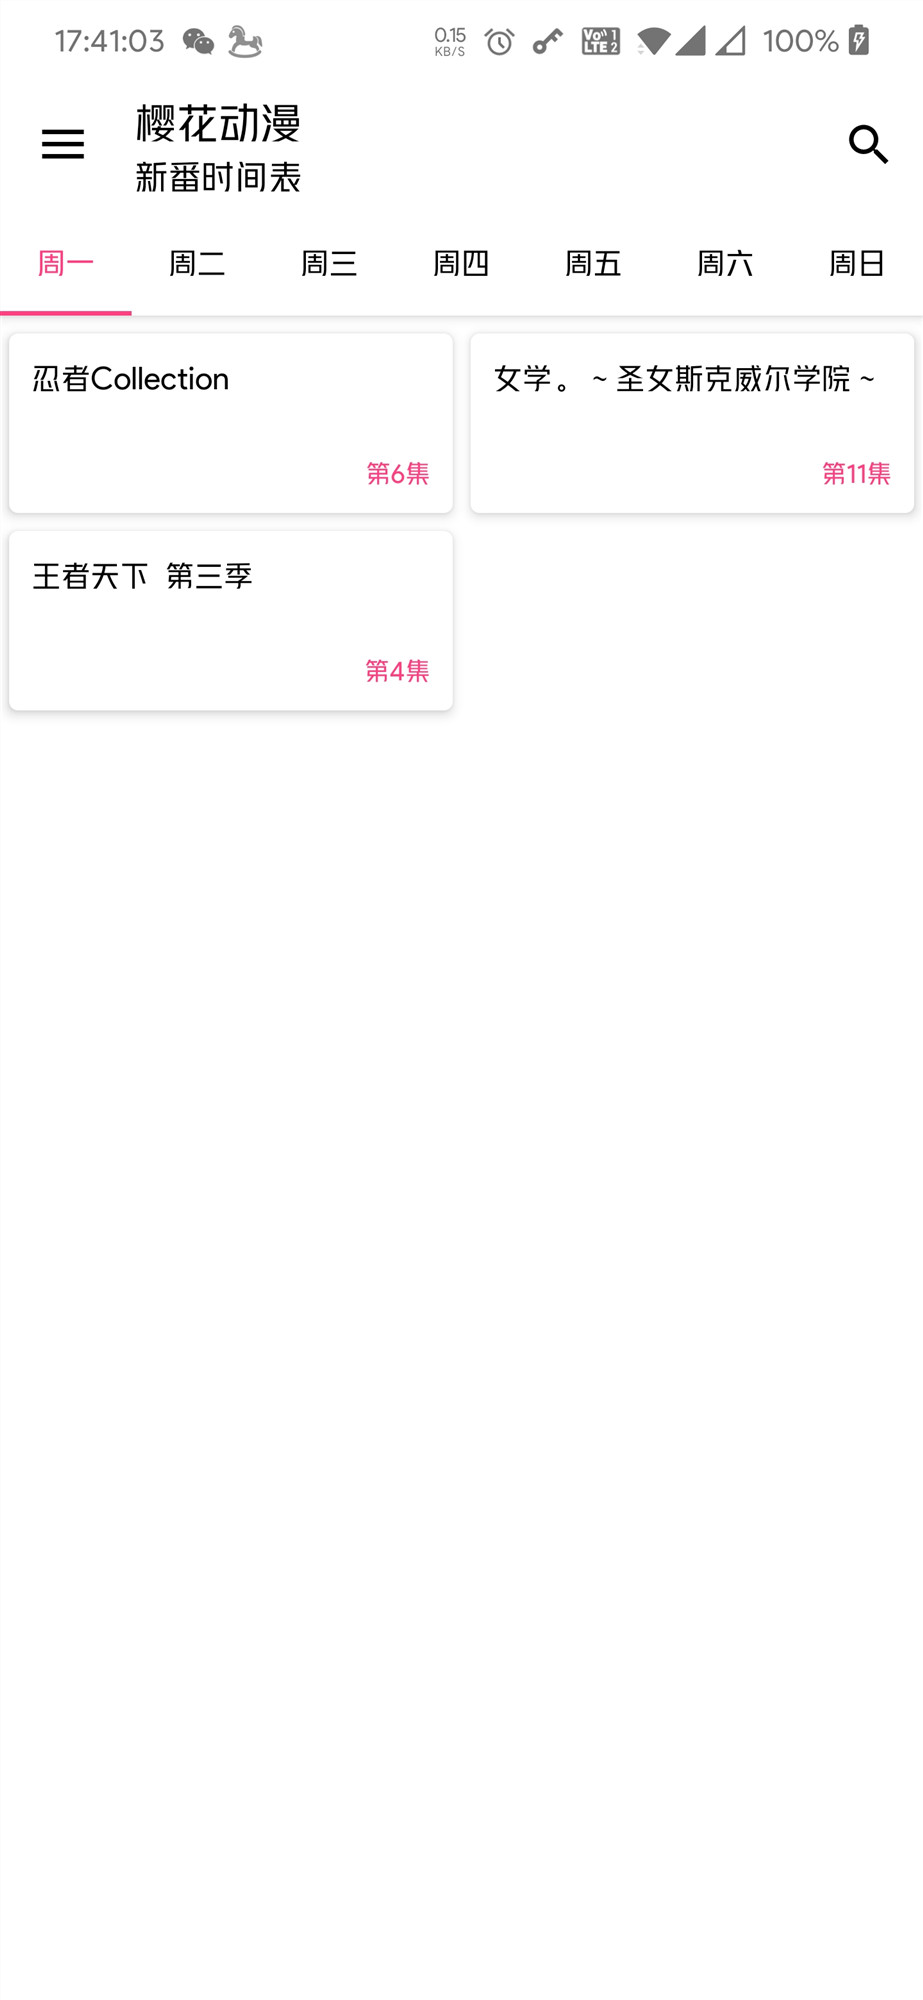 17:41:03 0.15 KB/S Vo 1 LTE 2 100%
樱花动漫
新番时间表
周一 周二 周三 周四 周五 周六 周日
忍者Collection
第6集
女学。 ~ 圣女斯克威尔学院 ~
第11集
王者天下 第三季
第4集